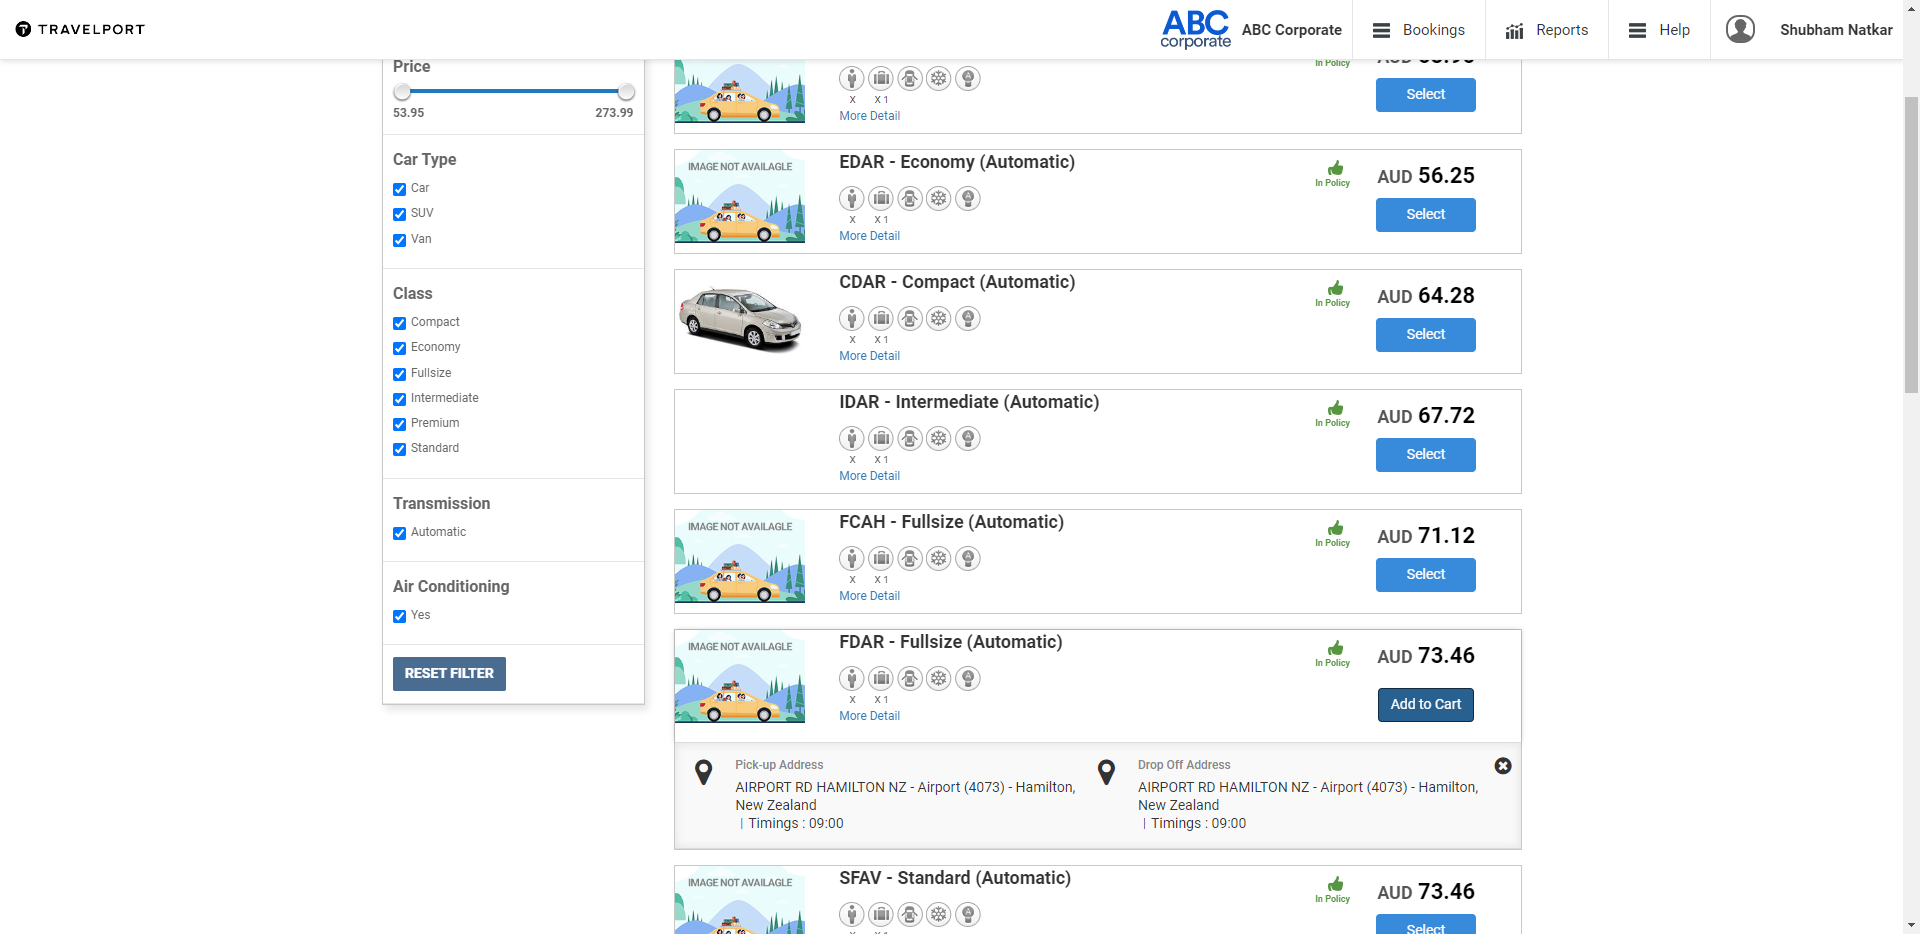 TRAVELPORT
ABC corporate
ABC Corporate
Bookings
Reports
Help
Shubham Natkar
Price
53.95
273.99
Car Type
Car
SUV
Van
Class
Compact
Economy
Fullsize
Intermediate
Premium
Standard
Transmission
Automatic
Air Conditioning
Yes
RESET FILTER
X
X 1
More Detail
In Policy
AUD
Select
IMAGE NOT AVAILAGLE
EDAR - Economy (Automatic)
X
X 1
More Detail
In Policy
AUD 56.25
Select
CDAR - Compact (Automatic)
X
X 1
More Detail
In Policy
AUD 64.28
Select
IDAR - Intermediate (Automatic)
X
X 1
More Detail
In Policy
AUD 67.72
Select
IMAGE NOT AVAILAGLE
FCAH - Fullsize (Automatic)
X
X 1
More Detail
In Policy
AUD 71.12
Select
IMAGE NOT AVAILAGLE
FDAR - Fullsize (Automatic)
X
X 1
More Detail
In Policy
AUD 73.46
Add to Cart
Pick-up Address
AIRPORT RD HAMILTON NZ - Airport (4073) - Hamilton,
New Zealand
| Timings : 09:00
Drop Off Address
AIRPORT RD HAMILTON NZ - Airport (4073) - Hamilton,
New Zealand
| Timings : 09:00
IMAGE NOT AVAILAGLE
SFAV - Standard (Automatic)
In Policy
AUD 73.46
Select